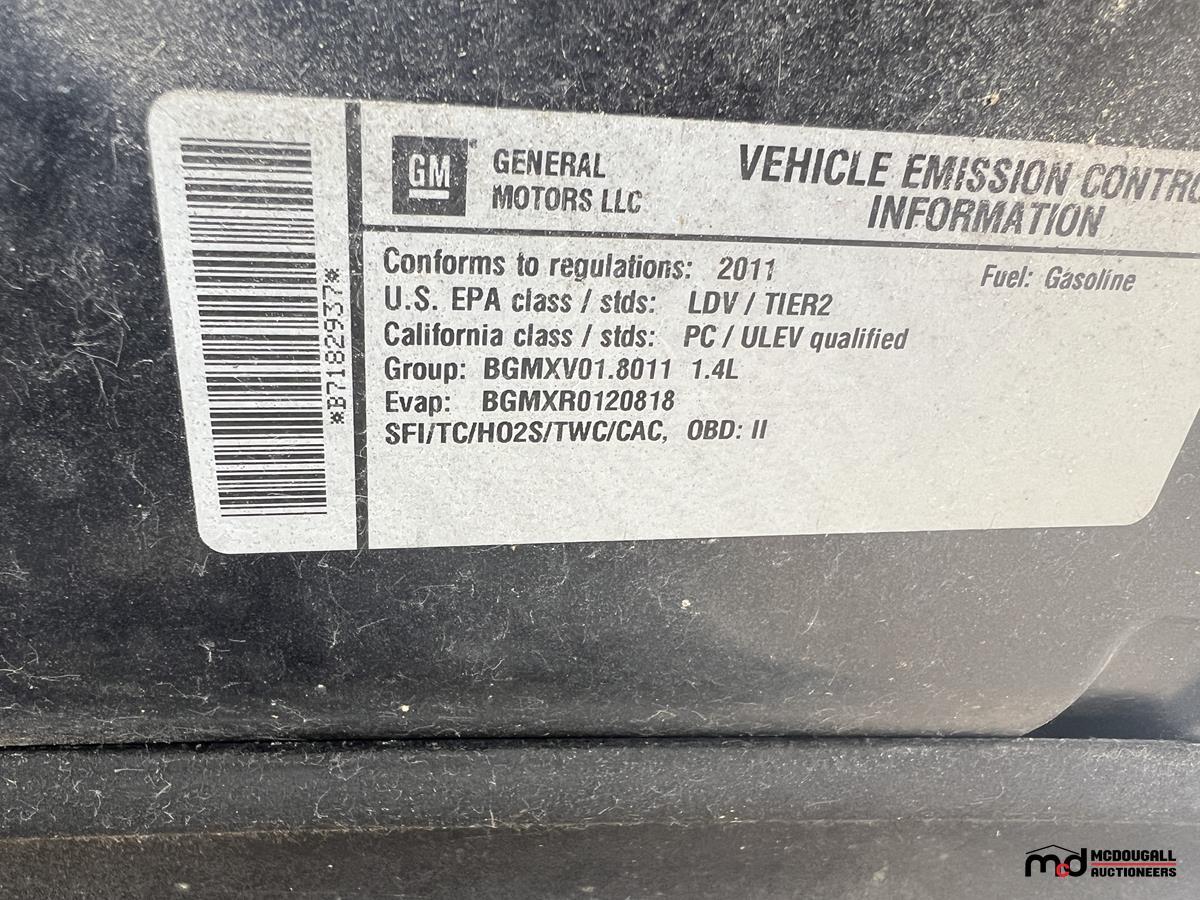 GM
GENERAL
MOTORS LLC
VEHICLE EMISSION CONTRO
INFORMATION
Conforms to regulations: 2011
Fuel: Gasoline
U.S. EPA class / stds: LDV / TIER2
California class / stds: PC / ULEV qualified
Group: BGMXV01.8011 1.4L
Evap: BGMXR0120818
SFI/TC/HO2S/TWC/CAC, OBD: II
*B7182937*
mcd MCDOUGALL
AUCTIONEERS